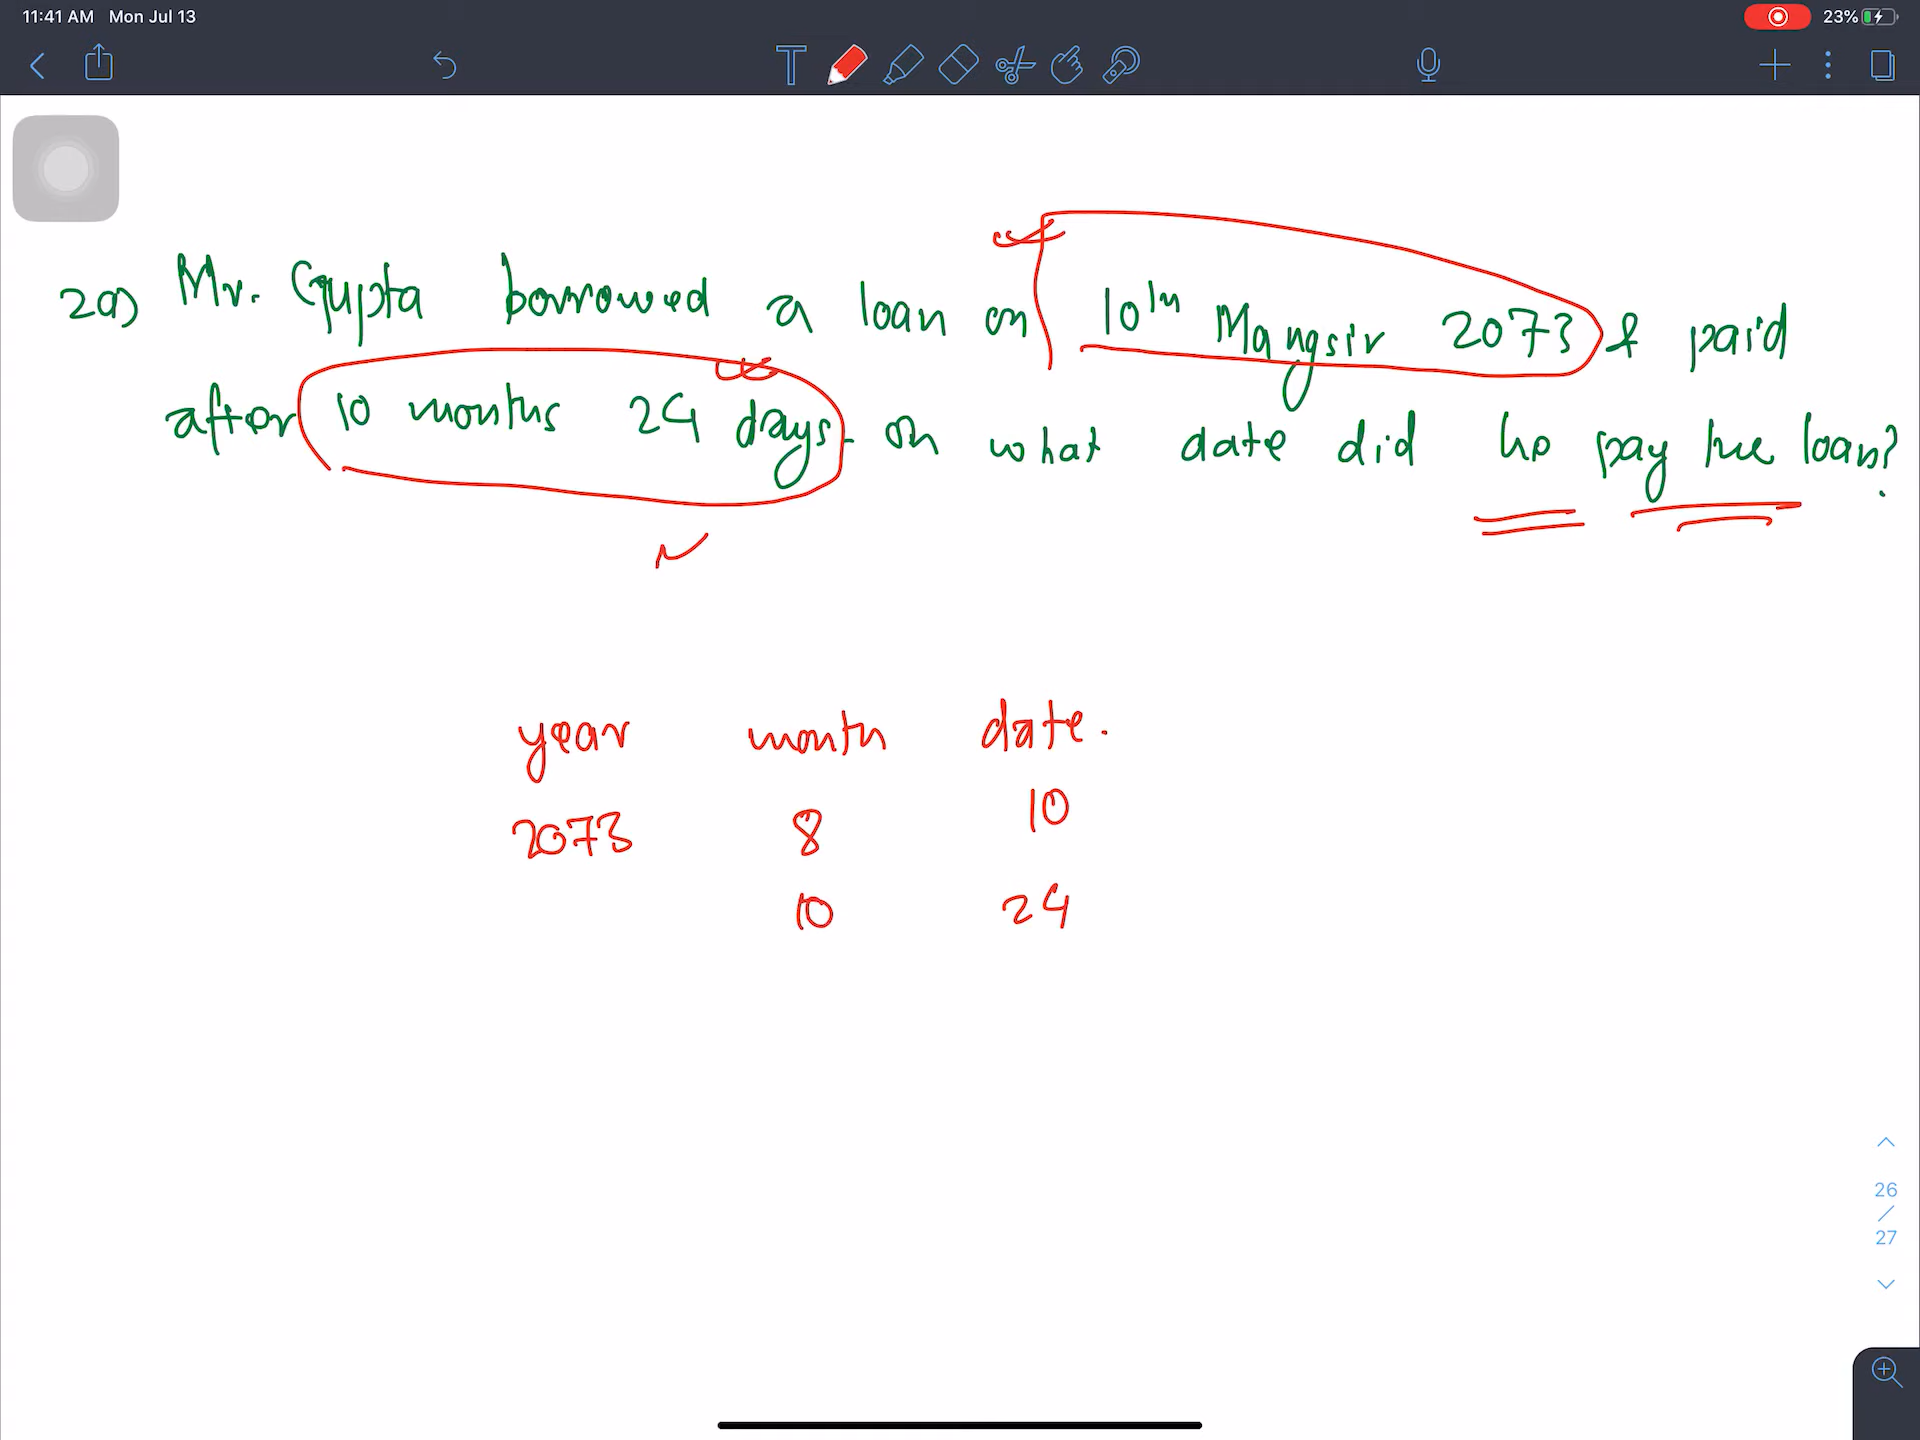 11:41 AM Mon Jul 13
23%
20) Mr. Gupta borrowed a loan on 10th Mangsir 2073 & paid
after 10 months 24 days. on what date did he pay the loan?
year month date.
2073 8 10
10 24
26
/
27